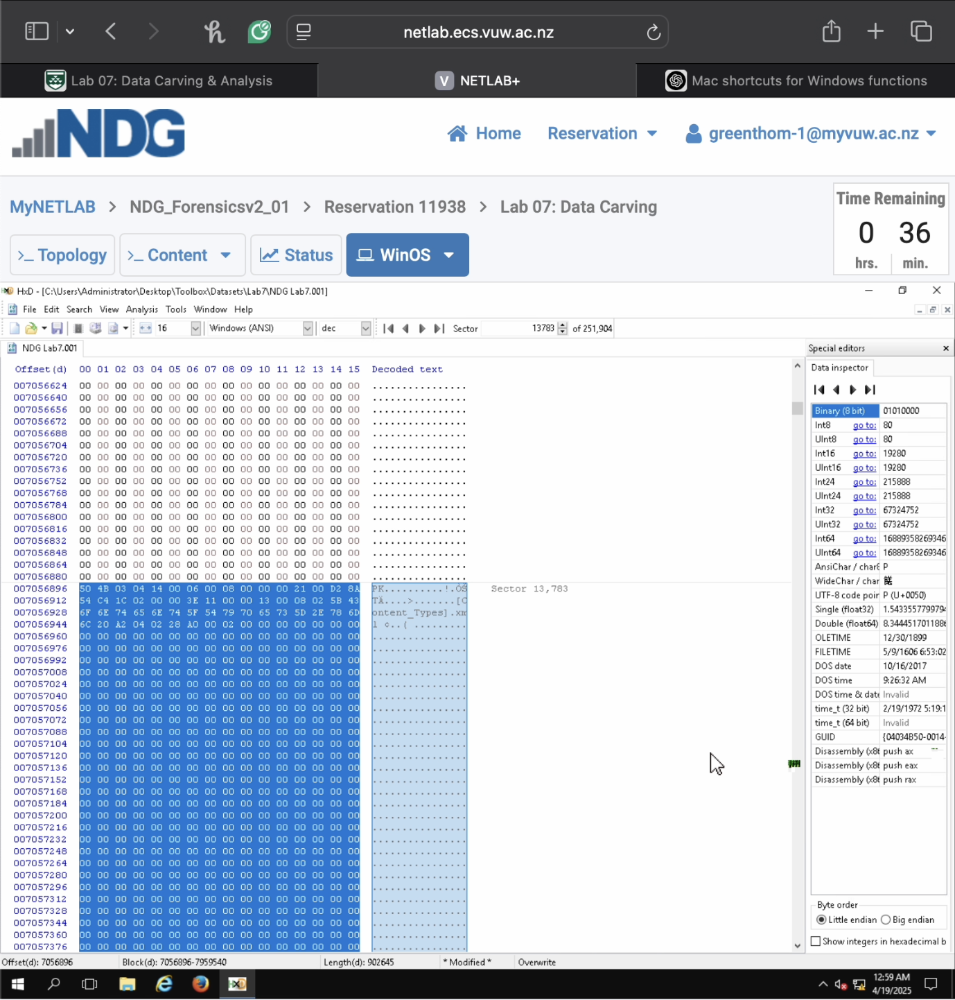 netlab.ecs.vuw.ac.nz
Lab 07: Data Carving & Analysis
V NETLAB+
Mac shortcuts for Windows functions
NDG
Home
Reservation
greenthom-1@myvuw.ac.nz
MyNETLAB > NDG_Forensicsv2_01 > Reservation 11938 > Lab 07: Data Carving
Time Remaining
0 36
hrs. min.
>_ Topology
>_ Content
Status
WinOS
HxD - [C:\Users\Administrator\Desktop\Toolbox\Datasets\Lab7\NDG Lab7.001]
File Edit Search View Analysis Tools Window Help
16 Windows (ANSI) dec Sector 13783 of 251,904
NDG Lab7.001
Offset(d) 00 01 02 03 04 05 06 07 08 09 10 11 12 13 14 15 Decoded text
007056624 00 00 00 00 00 00 00 00 00 00 00 00 00 00 00 00 ................
007056640 00 00 00 00 00 00 00 00 00 00 00 00 00 00 00 00 ................
007056656 00 00 00 00 00 00 00 00 00 00 00 00 00 00 00 00 ................
007056672 00 00 00 00 00 00 00 00 00 00 00 00 00 00 00 00 ................
007056688 00 00 00 00 00 00 00 00 00 00 00 00 00 00 00 00 ................
007056704 00 00 00 00 00 00 00 00 00 00 00 00 00 00 00 00 ................
007056720 00 00 00 00 00 00 00 00 00 00 00 00 00 00 00 00 ................
007056736 00 00 00 00 00 00 00 00 00 00 00 00 00 00 00 00 ................
007056752 00 00 00 00 00 00 00 00 00 00 00 00 00 00 00 00 ................
007056768 00 00 00 00 00 00 00 00 00 00 00 00 00 00 00 00 ................
007056784 00 00 00 00 00 00 00 00 00 00 00 00 00 00 00 00 ................
007056800 00 00 00 00 00 00 00 00 00 00 00 00 00 00 00 00 ................
007056816 00 00 00 00 00 00 00 00 00 00 00 00 00 00 00 00 ................
007056832 00 00 00 00 00 00 00 00 00 00 00 00 00 00 00 00 ................
007056848 00 00 00 00 00 00 00 00 00 00 00 00 00 00 00 00 ................
007056864 00 00 00 00 00 00 00 00 00 00 00 00 00 00 00 00 ................
007056880 00 00 00 00 00 00 00 00 00 00 00 00 00 00 00 00 ................
007056896 50 4B 03 04 14 00 06 00 08 00 00 00 21 00 D2 8A PK..........!.ÒŠ Sector 13,783
007056912 54 C4 1C 02 00 00 3E 11 00 00 13 00 08 02 5B 43 TÄ....>.......[C
007056928 6F 6E 74 65 6E 74 5F 54 79 70 65 73 5D 2E 78 6D ontent_Types].xm
007056944 6C 20 A2 04 02 28 A0 00 02 00 00 00 00 00 00 00 l ¢..( .........
007056960 00 00 00 00 00 00 00 00 00 00 00 00 00 00 00 00 ................
007056976 00 00 00 00 00 00 00 00 00 00 00 00 00 00 00 00 ................
007056992 00 00 00 00 00 00 00 00 00 00 00 00 00 00 00 00 ................
007057008 00 00 00 00 00 00 00 00 00 00 00 00 00 00 00 00 ................
007057024 00 00 00 00 00 00 00 00 00 00 00 00 00 00 00 00 ................
007057040 00 00 00 00 00 00 00 00 00 00 00 00 00 00 00 00 ................
007057056 00 00 00 00 00 00 00 00 00 00 00 00 00 00 00 00 ................
007057072 00 00 00 00 00 00 00 00 00 00 00 00 00 00 00 00 ................
007057088 00 00 00 00 00 00 00 00 00 00 00 00 00 00 00 00 ................
007057104 00 00 00 00 00 00 00 00 00 00 00 00 00 00 00 00 ................
007057120 00 00 00 00 00 00 00 00 00 00 00 00 00 00 00 00 ................
007057136 00 00 00 00 00 00 00 00 00 00 00 00 00 00 00 00 ................
007057152 00 00 00 00 00 00 00 00 00 00 00 00 00 00 00 00 ................
007057168 00 00 00 00 00 00 00 00 00 00 00 00 00 00 00 00 ................
007057184 00 00 00 00 00 00 00 00 00 00 00 00 00 00 00 00 ................
007057200 00 00 00 00 00 00 00 00 00 00 00 00 00 00 00 00 ................
007057216 00 00 00 00 00 00 00 00 00 00 00 00 00 00 00 00 ................
007057232 00 00 00 00 00 00 00 00 00 00 00 00 00 00 00 00 ................
007057248 00 00 00 00 00 00 00 00 00 00 00 00 00 00 00 00 ................
007057264 00 00 00 00 00 00 00 00 00 00 00 00 00 00 00 00 ................
007057280 00 00 00 00 00 00 00 00 00 00 00 00 00 00 00 00 ................
007057296 00 00 00 00 00 00 00 00 00 00 00 00 00 00 00 00 ................
007057312 00 00 00 00 00 00 00 00 00 00 00 00 00 00 00 00 ................
007057328 00 00 00 00 00 00 00 00 00 00 00 00 00 00 00 00 ................
007057344 00 00 00 00 00 00 00 00 00 00 00 00 00 00 00 00 ................
007057360 00 00 00 00 00 00 00 00 00 00 00 00 00 00 00 00 ................
007057376 00 00 00 00 00 00 00 00 00 00 00 00 00 00 00 00 ................
Special editors
Data inspector
Binary (8 bit) 01010000
Int8 go to: 80
UInt8 go to: 80
Int16 go to: 19280
UInt16 go to: 19280
Int24 go to: 215888
UInt24 go to: 215888
Int32 go to: 67324752
UInt32 go to: 67324752
Int64 go to: 16889358269346
UInt64 go to: 16889358269346
AnsiChar / char8 P
WideChar / char
UTF-8 code poin P (U+0050)
Single (float32) 1.543355779979
Double (float64) 8.34445170118
OLETIME 12/30/1899
FILETIME 5/9/1606 6:53:02
DOS date 10/16/2017
DOS time 9:26:32 AM
DOS time & date Invalid
time_t (32 bit) 2/19/1972 5:19:1
time_t (64 bit) Invalid
GUID {04034B50-0014-
Disassembly (x8 push ax
Disassembly (x8 push eax
Disassembly (x8 push rax
Byte order
Little endian Big endian
Show integers in hexadecimal b
Offset(d): 7056896 Block(d): 7056896-7959540 Length(d): 902645 * Modified * Overwrite
12:59 AM
4/19/2025